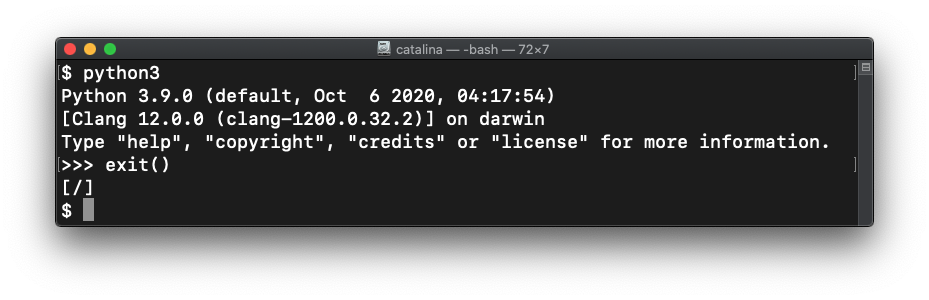 catalina — -bash — 72×7
$ python3
Python 3.9.0 (default, Oct  6 2020, 04:17:54)
[Clang 12.0.0 (clang-1200.0.32.2)] on darwin
Type "help", "copyright", "credits" or "license" for more information.
>>> exit()
[/]
$